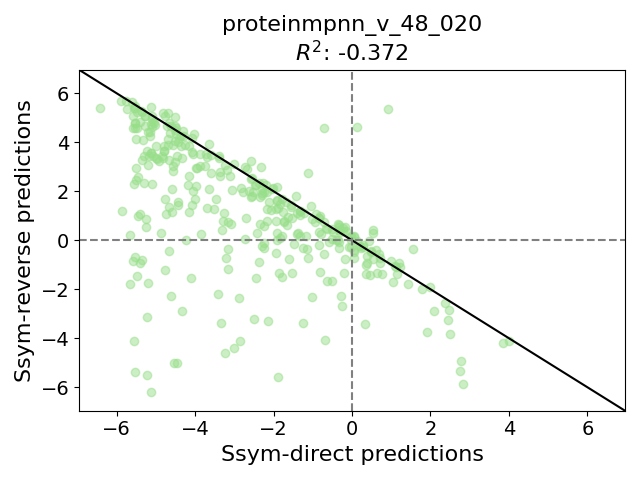 proteinmpnn_v_48_020
R²: -0.372
Ssym-reverse predictions
6
4
2
0
−2
−4
−6
−6 −4 −2 0 2 4 6
Ssym-direct predictions